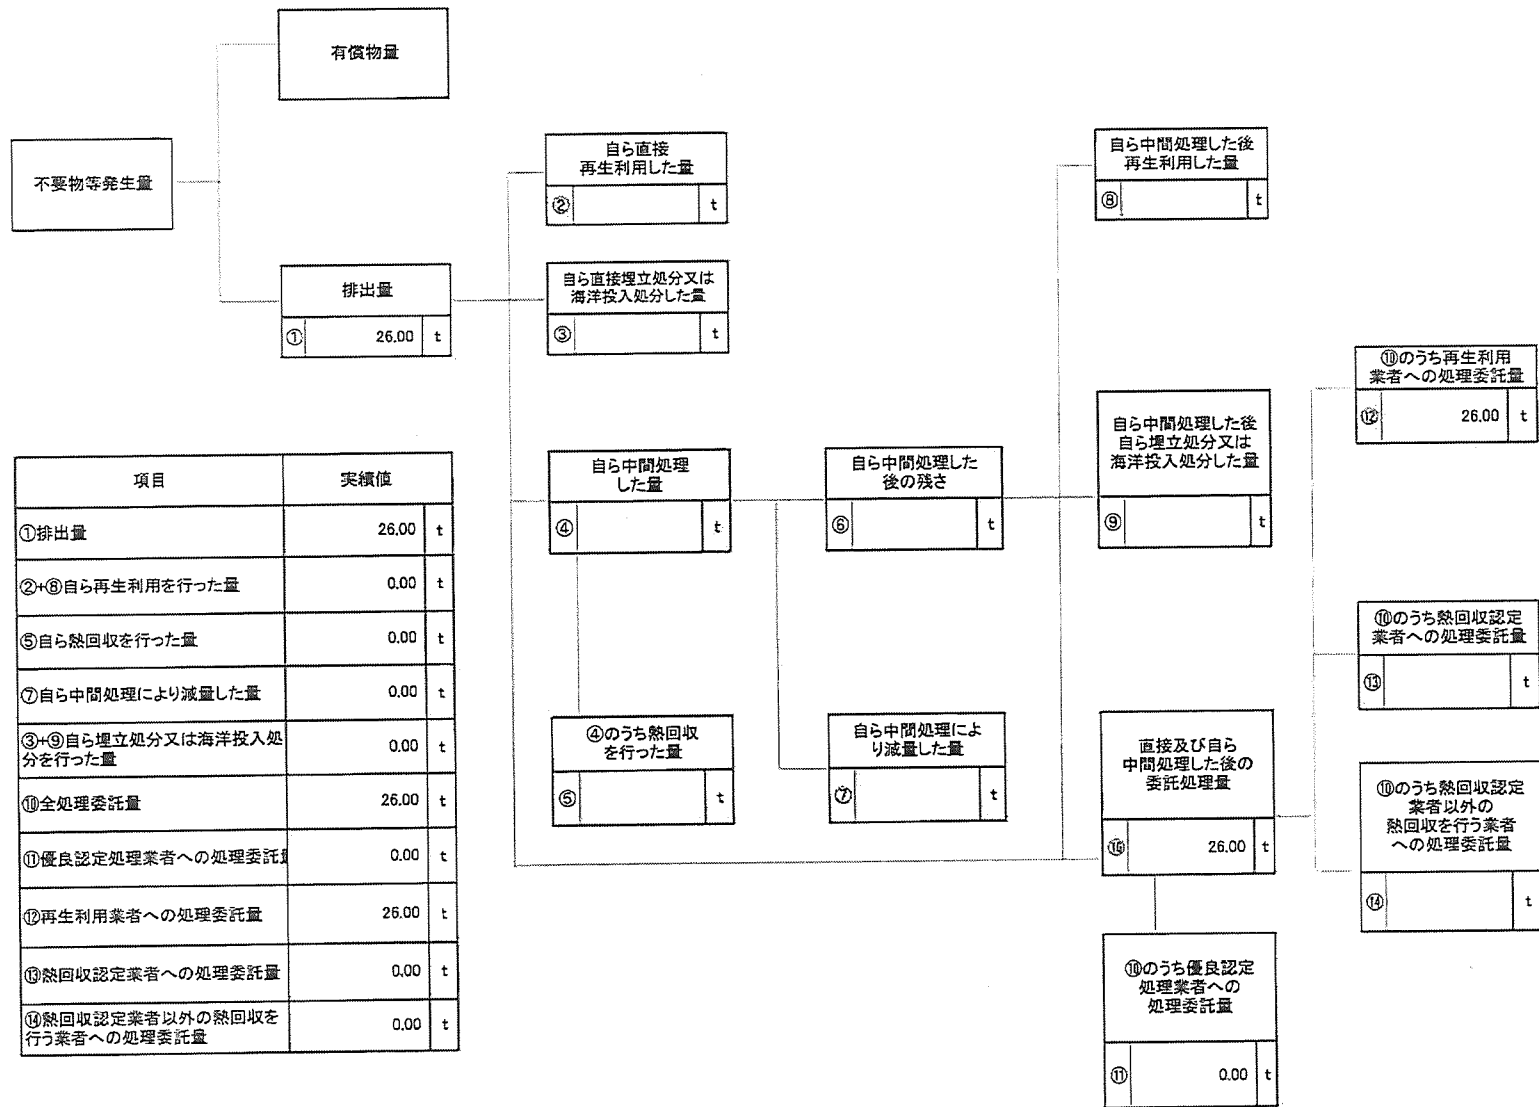 有償物量
不要物等発生量
排出量
① 26.00 t
自ら直接
再生利用した量
② t
自ら直接埋立処分又は
海洋投入処分した量
③ t
自ら中間処理
した量
④ t
④のうち熱回収
を行った量
⑤ t
自ら中間処理した
後の残さ
⑥ t
自ら中間処理によ
り減量した量
⑦ t
自ら中間処理した後
再生利用した量
⑧ t
自ら中間処理した後
自ら埋立処分又は
海洋投入処分した量
⑨ t
直接及び自ら
中間処理した後の
委託処理量
⑩ 26.00 t
⑩のうち優良認定
処理業者への
処理委託量
⑪ 0.00 t
⑩のうち再生利用
業者への処理委託量
⑫ 26.00 t
⑩のうち熱回収認定
業者への処理委託量
⑬ t
⑩のうち熱回収認定
業者以外の
熱回収を行う業者
への処理委託量
⑭ t
項目 実績値
①排出量 26.00 t
②+⑧自ら再生利用を行った量 0.00 t
⑤自ら熱回収を行った量 0.00 t
⑦自ら中間処理により減量した量 0.00 t
③+⑨自ら埋立処分又は海洋投入処
分を行った量 0.00 t
⑩全処理委託量 26.00 t
⑪優良認定処理業者への処理委託量 0.00 t
⑫再生利用業者への処理委託量 26.00 t
⑬熱回収認定業者への処理委託量 0.00 t
⑭熱回収認定業者以外の熱回収を
行う業者への処理委託量 0.00 t